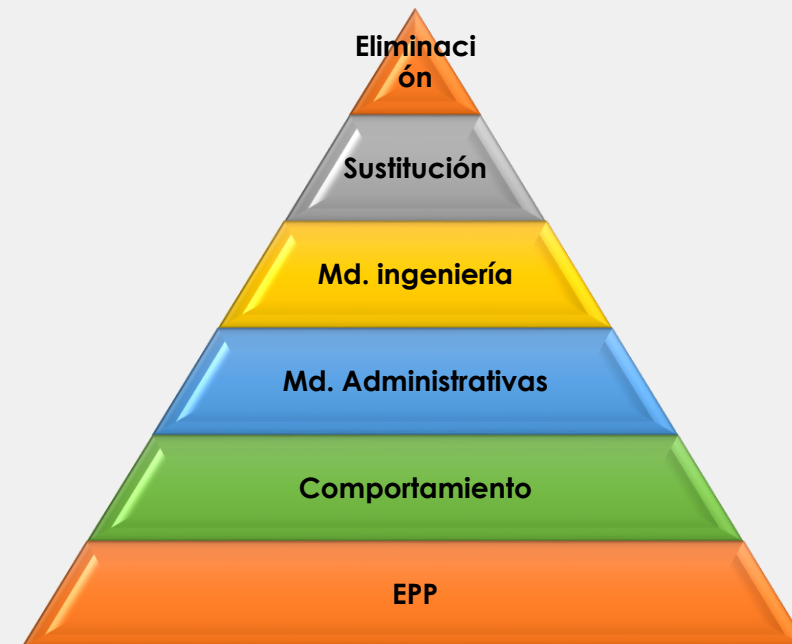 Eliminaci
ón
Sustitución
Md. ingeniería
Md. Administrativas
Comportamiento
EPP